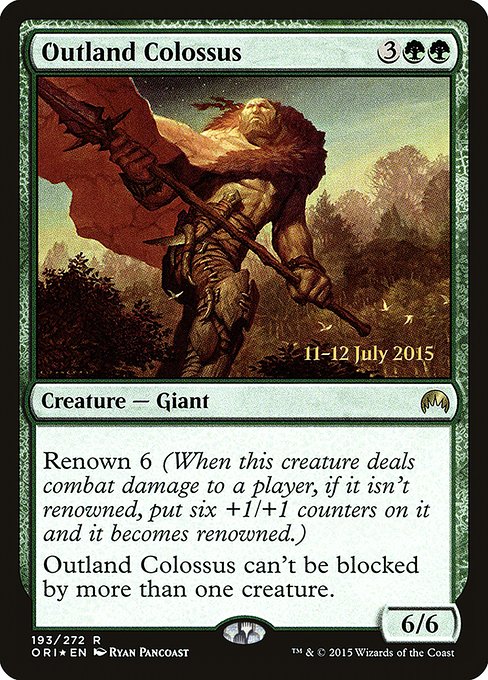 Outland Colossus 3
11–12 July 2015
Creature — Giant
Renown 6 (When this creature deals
combat damage to a player, if it isn't
renowned, put six +1/+1 counters on it
and it becomes renowned.)
Outland Colossus can't be blocked
by more than one creature.
6/6
193/272 R
ORI★EN Ryan Pancoast
™ & © 2015 Wizards of the Coast